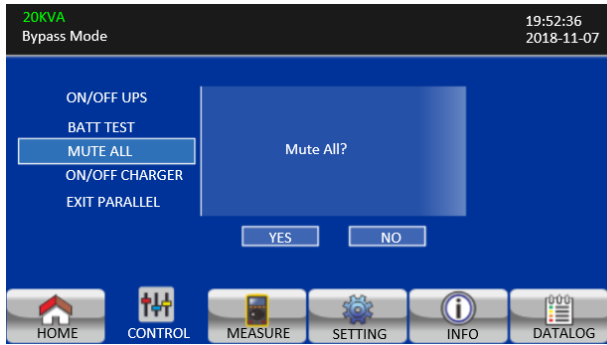 20KVA
19:52:36
Bypass Mode
2018-11-07
ON/OFF UPS
BATT TEST
MUTE ALL
ON/OFF CHARGER
EXIT PARALLEL
Mute All?
YES NO
HOME CONTROL MEASURE SETTING INFO DATALOG